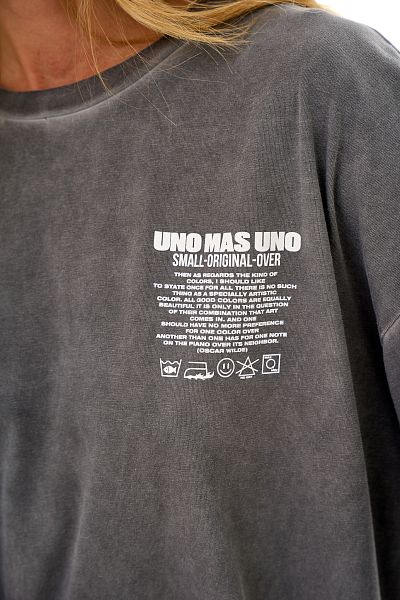 UNO MAS UNO
SMALL-ORIGINAL-OVER
THEN AS REGARDS THE KIND OF
COLORS, I SHOULD LIKE
TO STATE ONCE FOR ALL THERE IS NO SUCH
THING AS A SPECIALLY ARTISTIC
COLOR. ALL GOOD COLORS ARE EQUALLY
BEAUTIFUL; IT IS ONLY IN THE QUESTION
OF THEIR COMBINATION THAT ART
COMES IN. AND ONE
SHOULD HAVE NO MORE PREFERENCE
FOR ONE COLOR OVER
ANOTHER THAN ONE HAS FOR ONE NOTE
ON THE PIANO OVER ITS NEIGHBOR.
(OSCAR WILDE)